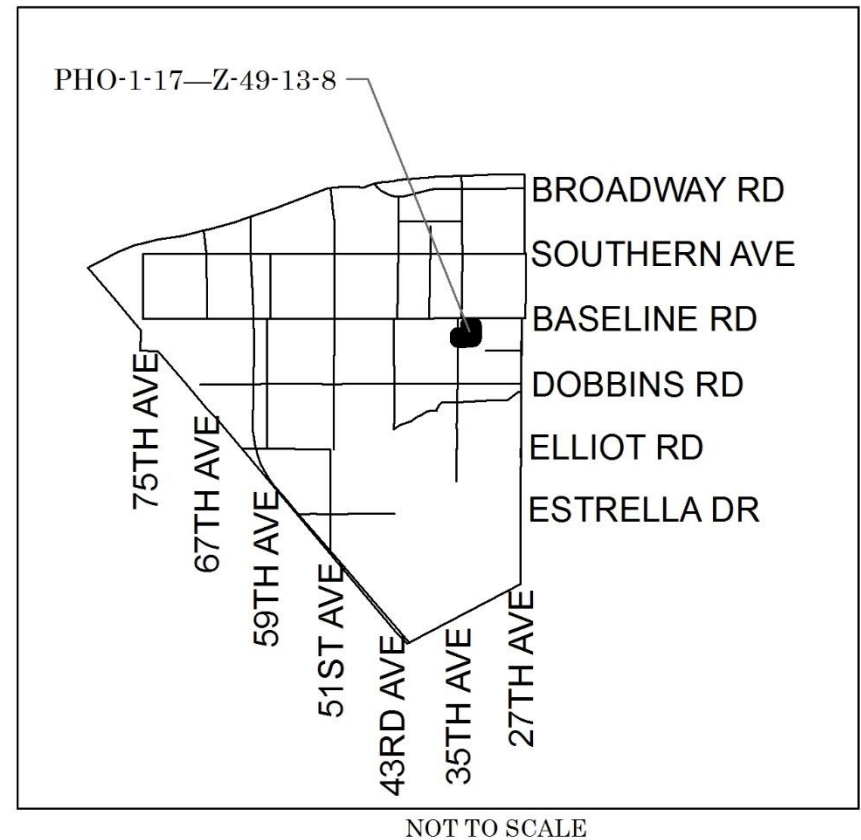 PHO-1-17—Z-49-13-8
BROADWAY RD
SOUTHERN AVE
BASELINE RD
DOBBINS RD
ELLIOT RD
ESTRELLA DR
75TH AVE
67TH AVE
59TH AVE
51ST AVE
43RD AVE
35TH AVE
27TH AVE
NOT TO SCALE